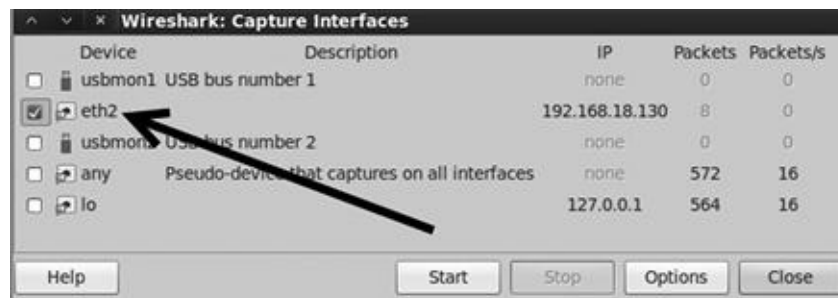 Wireshark: Capture Interfaces
Device Description IP Packets Packets/s
usbmon1 USB bus number 1 none 0 0
eth2 192.168.18.130 8 0
USB bus number 2 none 0 0
any Pseudo-device that captures on all interfaces none 572 16
lo 127.0.0.1 564 16
Help Start Stop Options Close